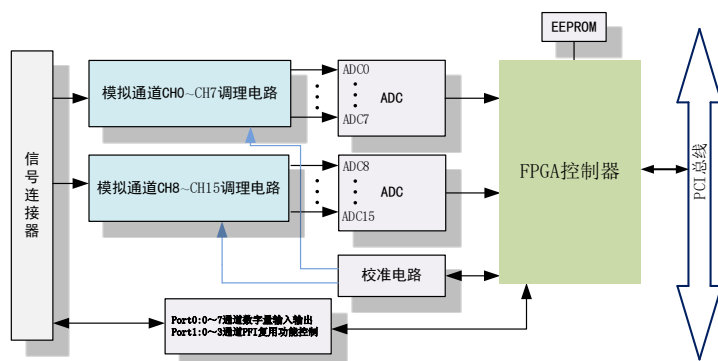 EEPROM
模拟通道CH0~CH7调理电路
ADC0
ADC7
ADC
信号连接器
模拟通道CH8~CH15调理电路
ADC8
ADC15
ADC
FPGA控制器
PCI总线
校准电路
Port0:0~7通道数字量输入输出
Port1:0~3通道PFI复用功能控制